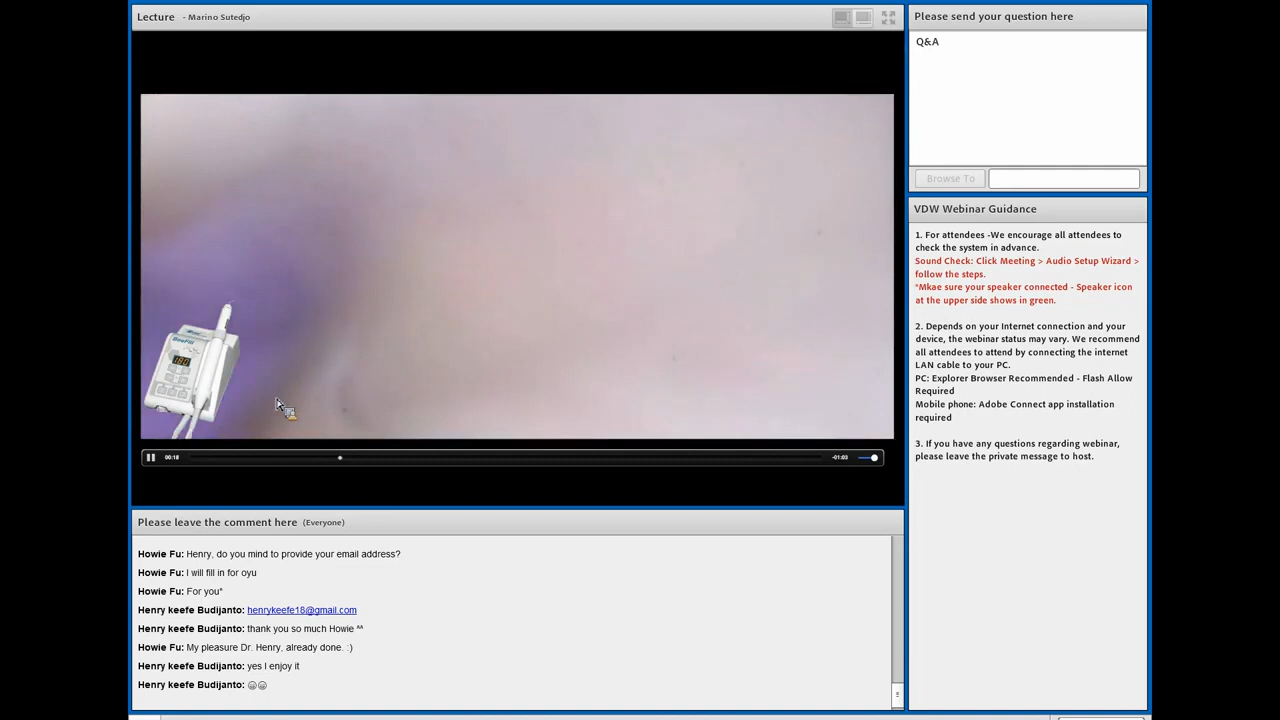 Lecture - Marino Sutedjo
BeeFill
180
00:18
-01:03
Please leave the comment here (Everyone)
Howie Fu: Henry, do you mind to provide your email address?
Howie Fu: I will fill in for oyu
Howie Fu: For you*
Henry keefe Budijanto: henrykeefe18@gmail.com
Henry keefe Budijanto: thank you so much Howie ^^
Howie Fu: My pleasure Dr. Henry, already done. :)
Henry keefe Budijanto: yes I enjoy it
Henry keefe Budijanto: 😄😄
Please send your question here
Q&A
Browse To
VDW Webinar Guidance
1. For attendees -We encourage all attendees to
check the system in advance.
Sound Check: Click Meeting > Audio Setup Wizard >
follow the steps.
*Mkae sure your speaker connected - Speaker icon
at the upper side shows in green.
2. Depends on your Internet connection and your
device, the webinar status may vary. We recommend
all attendees to attend by connecting the internet
LAN cable to your PC.
PC: Explorer Browser Recommended - Flash Allow
Required
Mobile phone: Adobe Connect app installation
required
3. If you have any questions regarding webinar,
please leave the private message to host.